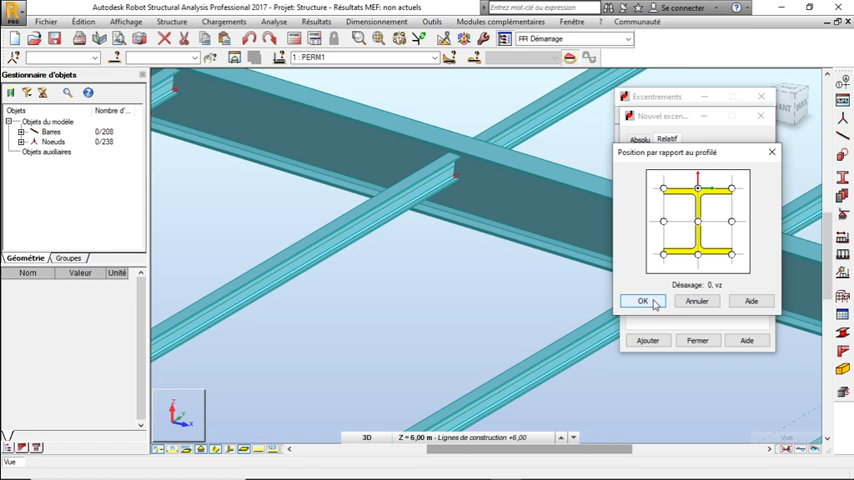 Autodesk Robot Structural Analysis Professional 2017 - Projet: Structure - Résultats MEF: non actuels
Entrez mot-clé ou expression
Se connecter
PRO
Fichier Édition Affichage Structure Chargements Analyse Résultats Dimensionnement Outils Modules complémentaires Fenêtre Communauté
Démarrage
1 : PERM1
Gestionnaire d'objets
Objets Nombre d'...
Objets du modèle
Barres 0/208
Noeuds 0/238
Objets auxiliaires
Géométrie Groupes
Nom Valeur Unité
Excentrements
Nouvel excen...
Absolu Relatif
Position par rapport au profilé
Désaxage: 0, vz
OK Annuler Aide
Ajouter Fermer Aide
AVANT
Z
Y
X
3D Z = 6,00 m - Lignes de construction +6,00
Vue
Vue